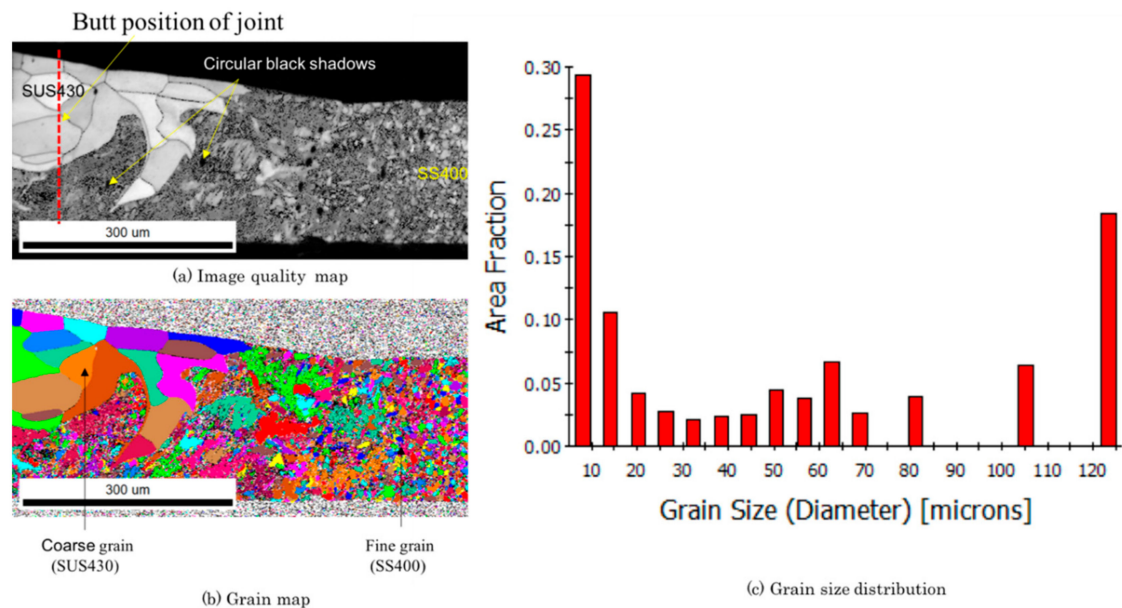 Butt position of joint
Circular black shadows
SUS430
SS400
300 um
(a) Image quality map
300 um
Coarse grain
(SUS430)
Fine grain
(SS400)
(b) Grain map
0.30
0.25
0.20
0.15
0.10
0.05
0.00
Area Fraction
10 20 30 40 50 60 70 80 90 100 110 120
Grain Size (Diameter) [microns]
(c) Grain size distribution